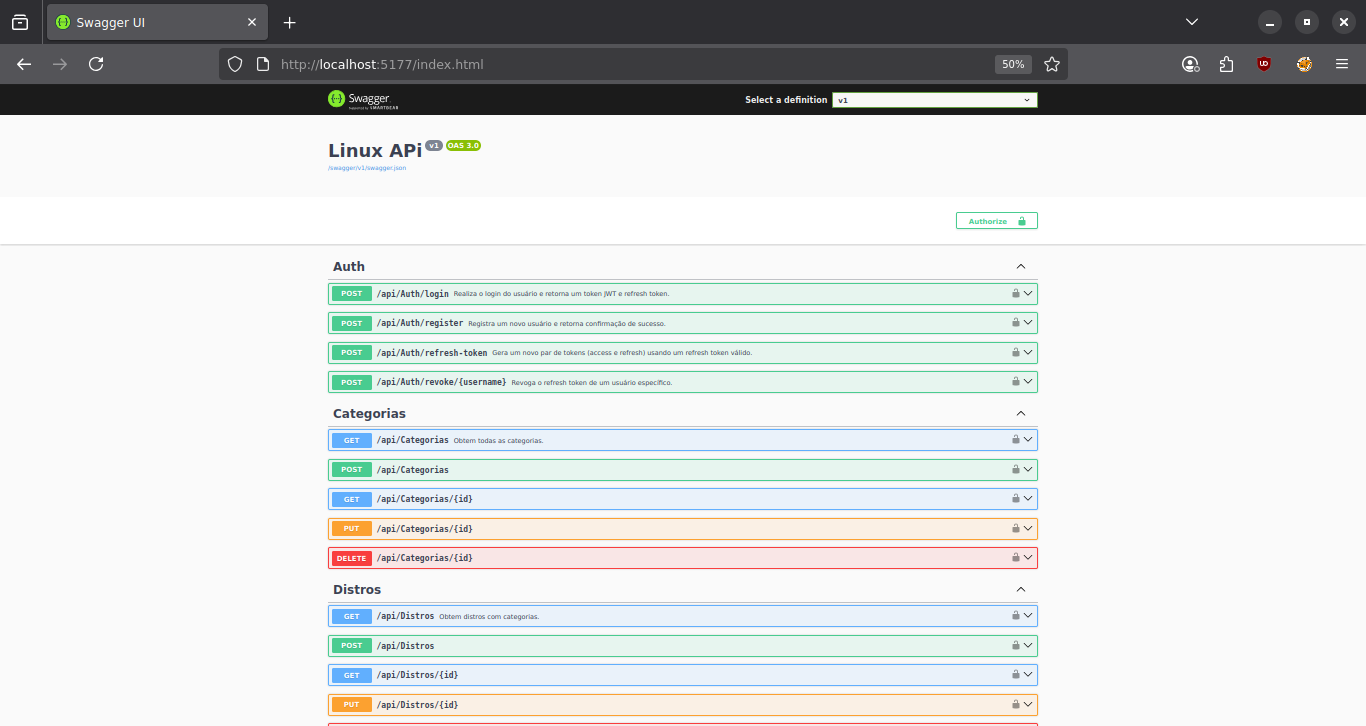 Swagger UI
http://localhost:5177/index.html
50%
UD
Swagger
Supported by SMARTBEAR
Select a definition
v1
Linux APi v1 OAS 3.0
/swagger/v1/swagger.json
Authorize
Auth
POST /api/Auth/login Realiza o login do usuário e retorna um token JWT e refresh token.
POST /api/Auth/register Registra um novo usuário e retorna confirmação de sucesso.
POST /api/Auth/refresh-token Gera um novo par de tokens (access e refresh) usando um refresh token válido.
POST /api/Auth/revoke/{username} Revoga o refresh token de um usuário específico.
Categorias
GET /api/Categorias Obtem todas as categorias.
POST /api/Categorias
GET /api/Categorias/{id}
PUT /api/Categorias/{id}
DELETE /api/Categorias/{id}
Distros
GET /api/Distros Obtem distros com categorias.
POST /api/Distros
GET /api/Distros/{id}
PUT /api/Distros/{id}